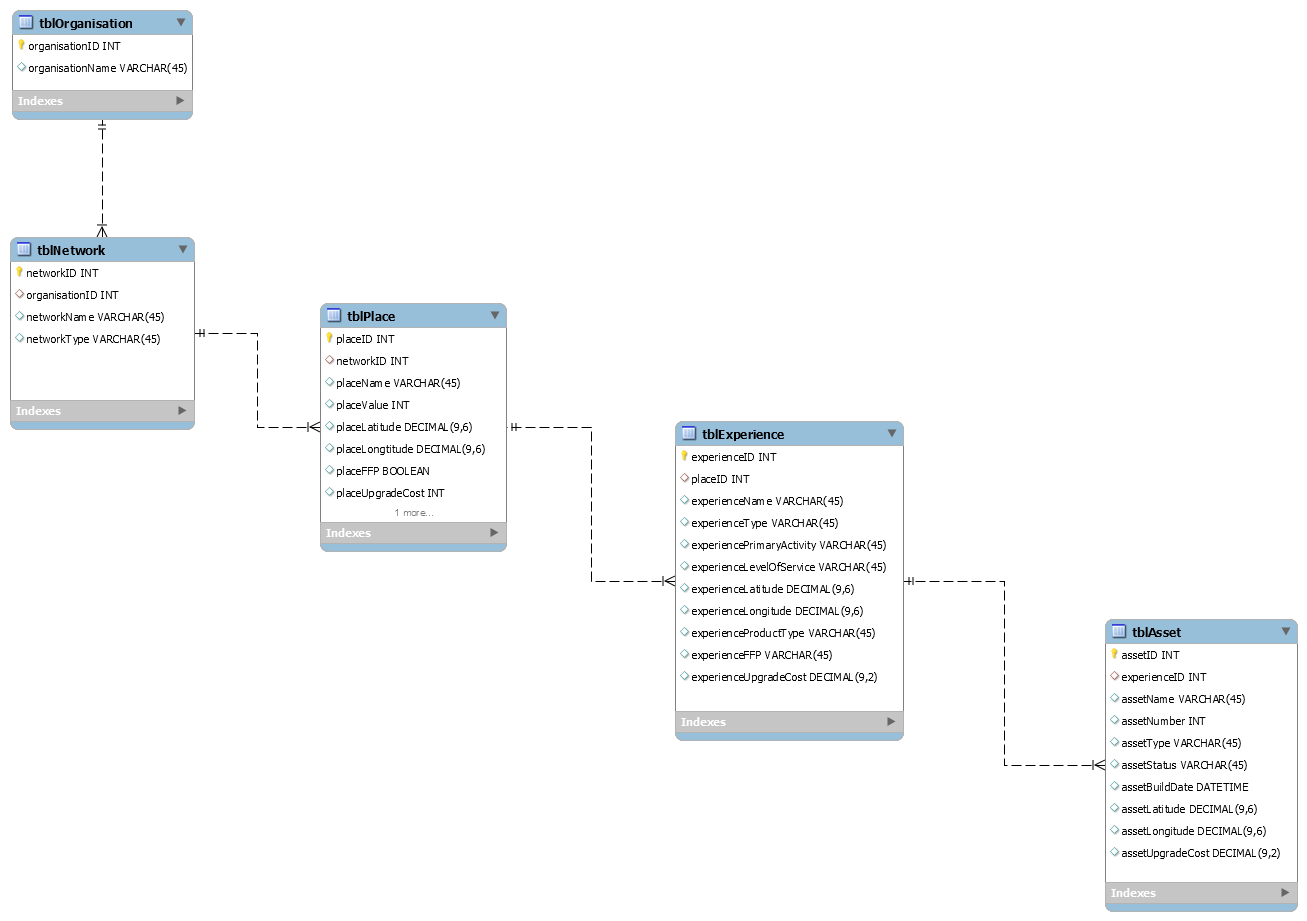 tblOrganisation
organisationID INT
organisationName VARCHAR(45)
Indexes
tblNetwork
networkID INT
organisationID INT
networkName VARCHAR(45)
networkType VARCHAR(45)
Indexes
tblPlace
placeID INT
networkID INT
placeName VARCHAR(45)
placeValue INT
placeLatitude DECIMAL(9,6)
placeLongtitude DECIMAL(9,6)
placeFFP BOOLEAN
placeUpgradeCost INT
1 more...
Indexes
tblExperience
experienceID INT
placeID INT
experienceName VARCHAR(45)
experienceType VARCHAR(45)
experiencePrimaryActivity VARCHAR(45)
experienceLevelOfService VARCHAR(45)
experienceLatitude DECIMAL(9,6)
experienceLongitude DECIMAL(9,6)
experienceProductType VARCHAR(45)
experienceFFP VARCHAR(45)
experienceUpgradeCost DECIMAL(9,2)
Indexes
tblAsset
assetID INT
experienceID INT
assetName VARCHAR(45)
assetNumber INT
assetType VARCHAR(45)
assetStatus VARCHAR(45)
assetBuildDate DATETIME
assetLatitude DECIMAL(9,6)
assetLongitude DECIMAL(9,6)
assetUpgradeCost DECIMAL(9,2)
Indexes